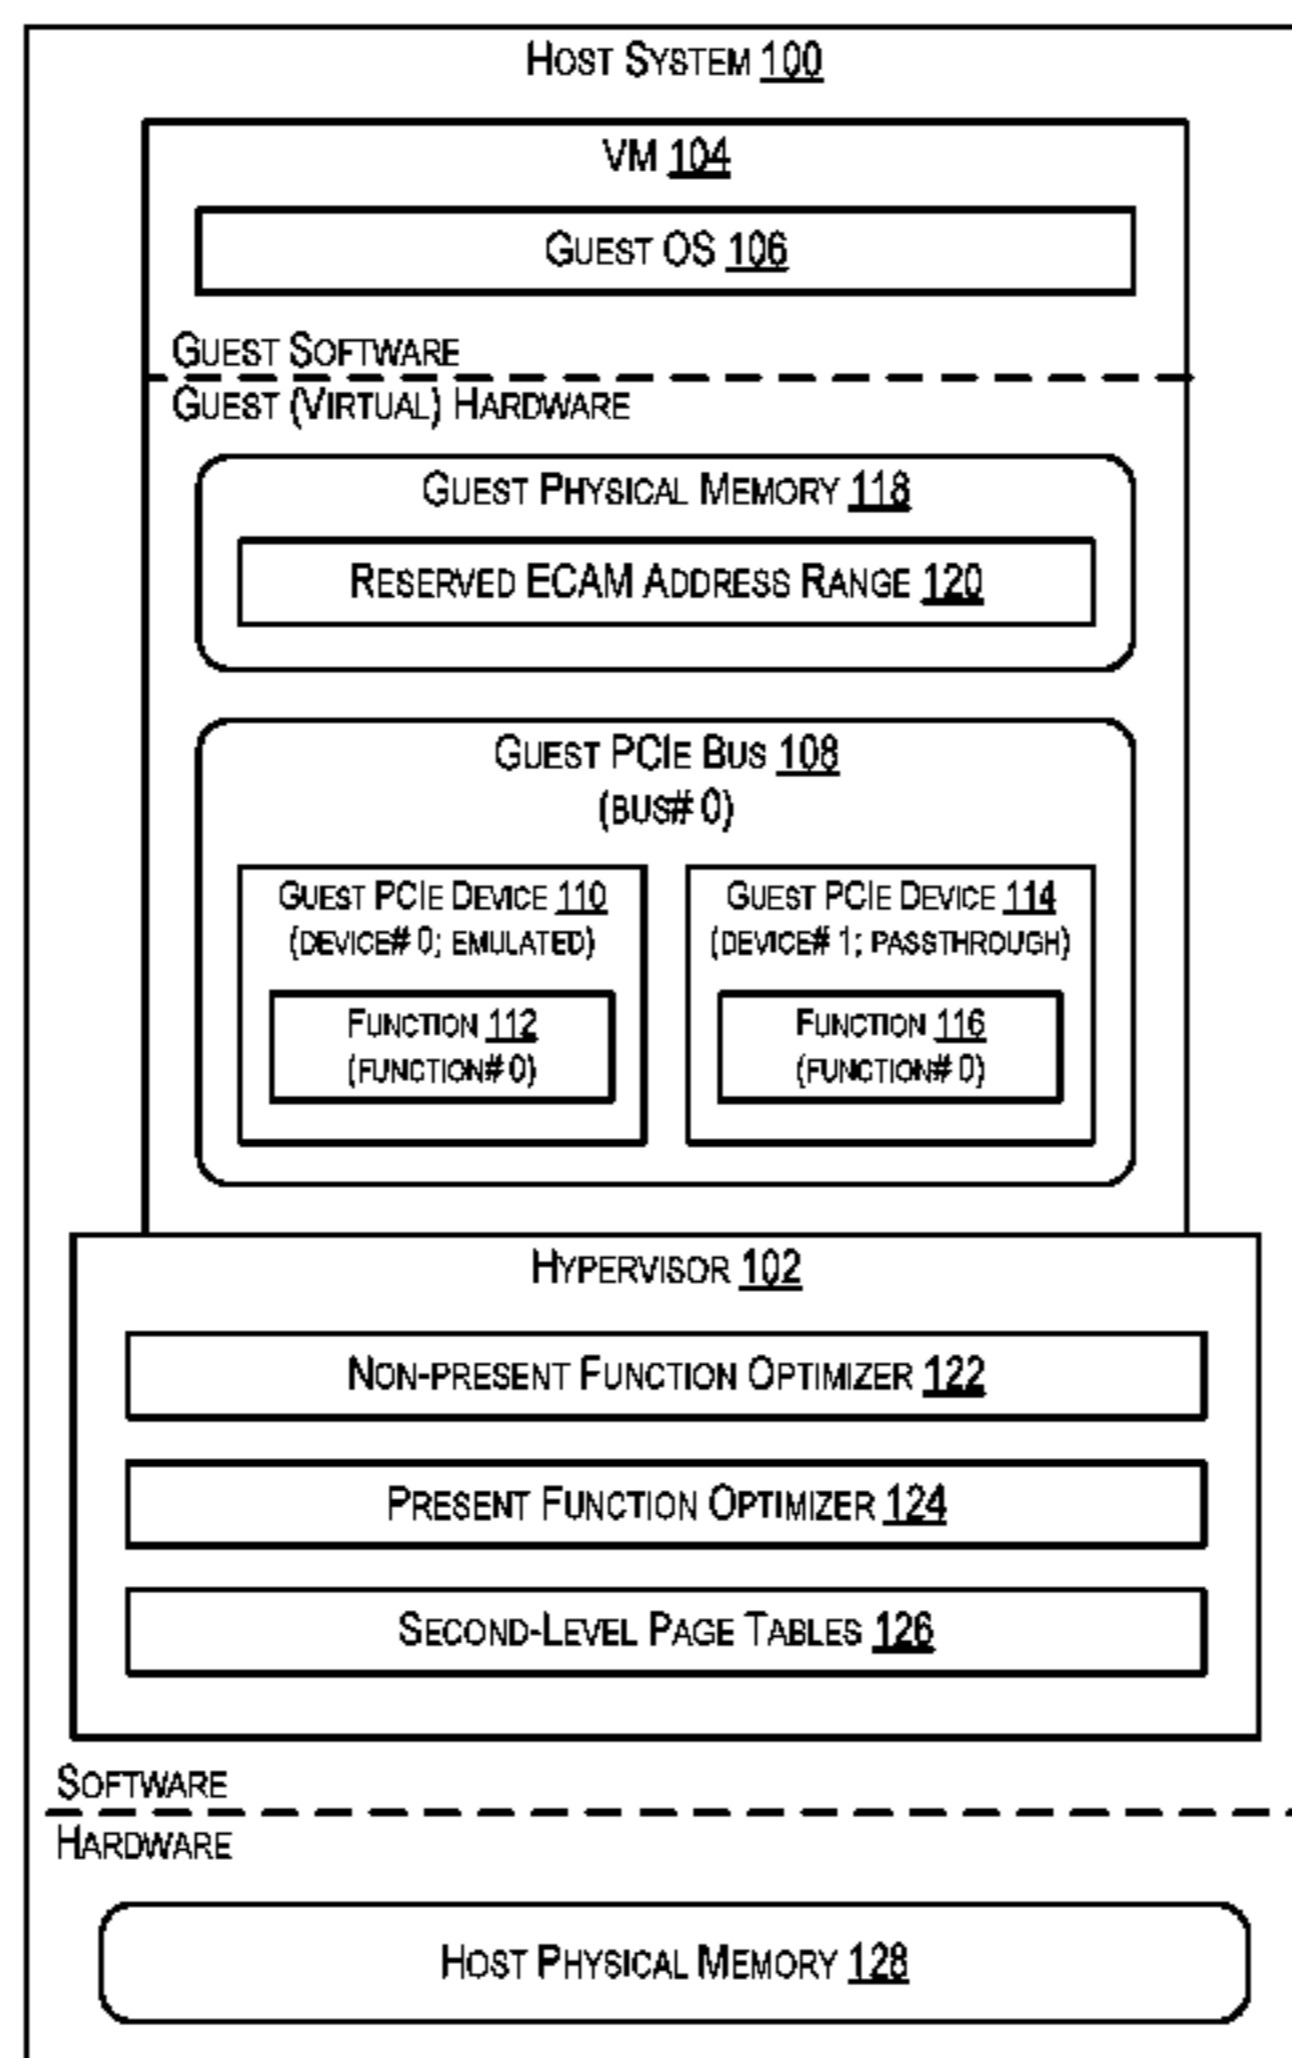 HOST SYSTEM 100
VM 104
GUEST OS 106
GUEST SOFTWARE
GUEST (VIRTUAL) HARDWARE
GUEST PHYSICAL MEMORY 118
RESERVED ECAM ADDRESS RANGE 120
GUEST PCIE BUS 108
(BUS# 0)
GUEST PCIE DEVICE 110
(DEVICE# 0; EMULATED)
FUNCTION 112
(FUNCTION# 0)
GUEST PCIE DEVICE 114
(DEVICE# 1; PASSTHROUGH)
FUNCTION 116
(FUNCTION# 0)
HYPERVISOR 102
NON-PRESENT FUNCTION OPTIMIZER 122
PRESENT FUNCTION OPTIMIZER 124
SECOND-LEVEL PAGE TABLES 126
SOFTWARE
HARDWARE
HOST PHYSICAL MEMORY 128